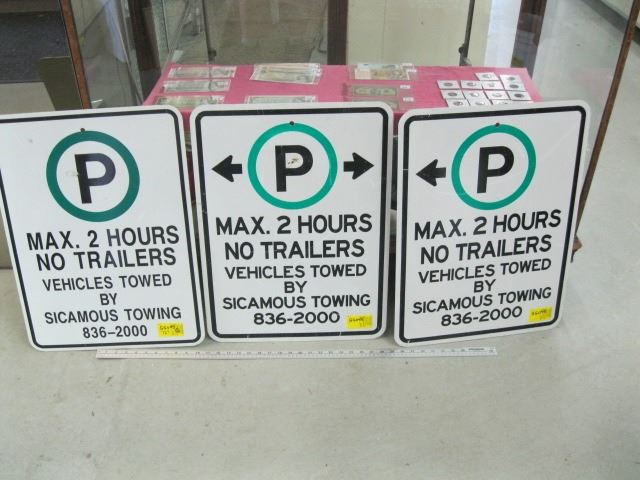 P
MAX. 2 HOURS
NO TRAILERS
VEHICLES TOWED
BY
SICAMOUS TOWING
836-2000
P
MAX. 2 HOURS
NO TRAILERS
VEHICLES TOWED
BY
SICAMOUS TOWING
836-2000
P
MAX. 2 HOURS
NO TRAILERS
VEHICLES TOWED
BY
SICAMOUS TOWING
836-2000